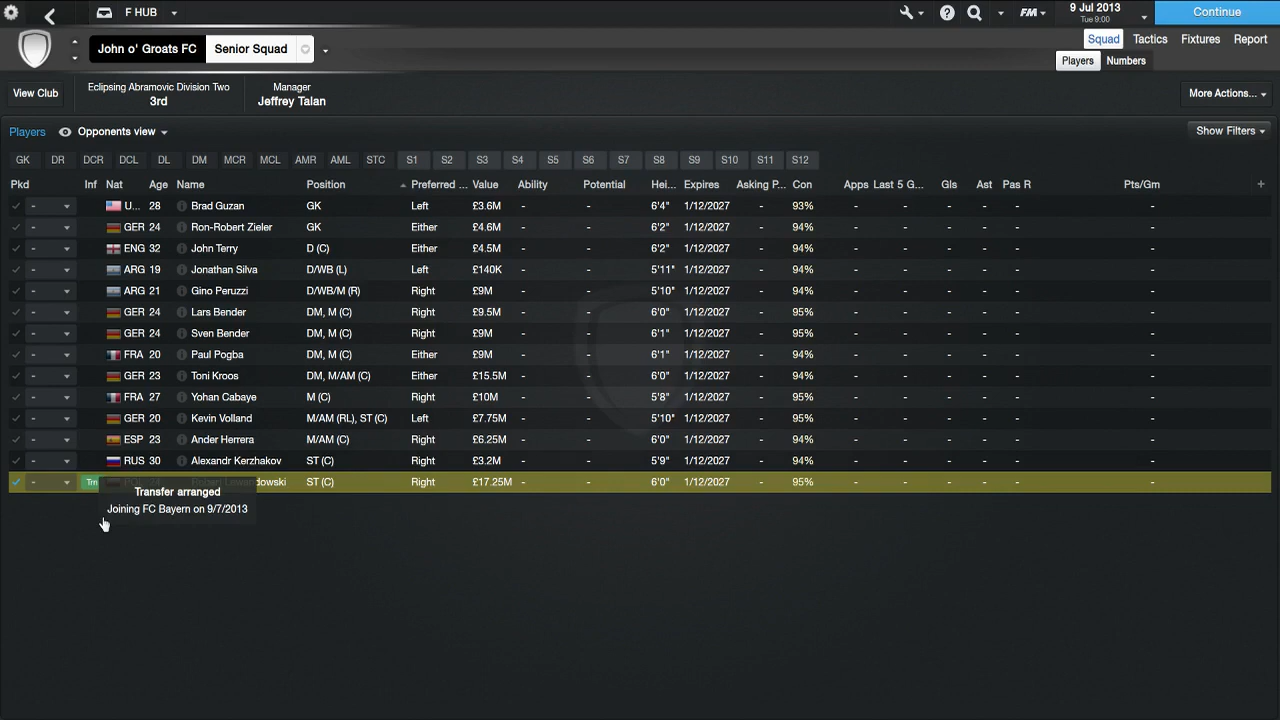 F HUB 9 Jul 2013
FM Tue 9:00 Continue
John o' Groats FC Senior Squad Squad Tactics Fixtures Report
Players Numbers
View Club Eclipsing Abramovic Division Two Manager More Actions...
3rd Jeffrey Talan
Players Opponents view Show Filters
GK DR DCR DCL DL DM MCR MCL AMR AML STC S1 S2 S3 S4 S5 S6 S7 S8 S9 S10 S11 S12
Pkd Inf Nat Age Name Position Preferred ... Value Ability Potential Hei... Expires Asking P... Con Apps Last 5 G... Gls Ast Pas R Pts/Gm +
- U... 28 Brad Guzan GK Left £3.6M - - 6'4" 1/12/2027 - 93% - - - - - -
- GER 24 Ron-Robert Zieler GK Either £4.6M - - 6'2" 1/12/2027 - 94% - - - - - -
- ENG 32 John Terry D (C) Either £4.5M - - 6'2" 1/12/2027 - 94% - - - - - -
- ARG 19 Jonathan Silva D/WB (L) Left £140K - - 5'11" 1/12/2027 - 94% - - - - - -
- ARG 21 Gino Peruzzi D/WB/M (R) Right £9M - - 5'10" 1/12/2027 - 94% - - - - - -
- GER 24 Lars Bender DM, M (C) Right £9.5M - - 6'0" 1/12/2027 - 95% - - - - - -
- GER 24 Sven Bender DM, M (C) Right £9M - - 6'1" 1/12/2027 - 95% - - - - - -
- FRA 20 Paul Pogba DM, M (C) Either £9M - - 6'1" 1/12/2027 - 94% - - - - - -
- GER 23 Toni Kroos DM, M/AM (C) Either £15.5M - - 6'0" 1/12/2027 - 94% - - - - - -
- FRA 27 Yohan Cabaye M (C) Right £10M - - 5'8" 1/12/2027 - 95% - - - - - -
- GER 20 Kevin Volland M/AM (RL), ST (C) Left £7.75M - - 5'10" 1/12/2027 - 95% - - - - - -
- ESP 23 Ander Herrera M/AM (C) Right £6.25M - - 6'0" 1/12/2027 - 94% - - - - - -
- RUS 30 Alexandr Kerzhakov ST (C) Right £3.2M - - 5'9" 1/12/2027 - 94% - - - - - -
- Trn Lewandowski ST (C) Right £17.25M - - 6'0" 1/12/2027 - 95% - - - - - -
Transfer arranged
Joining FC Bayern on 9/7/2013